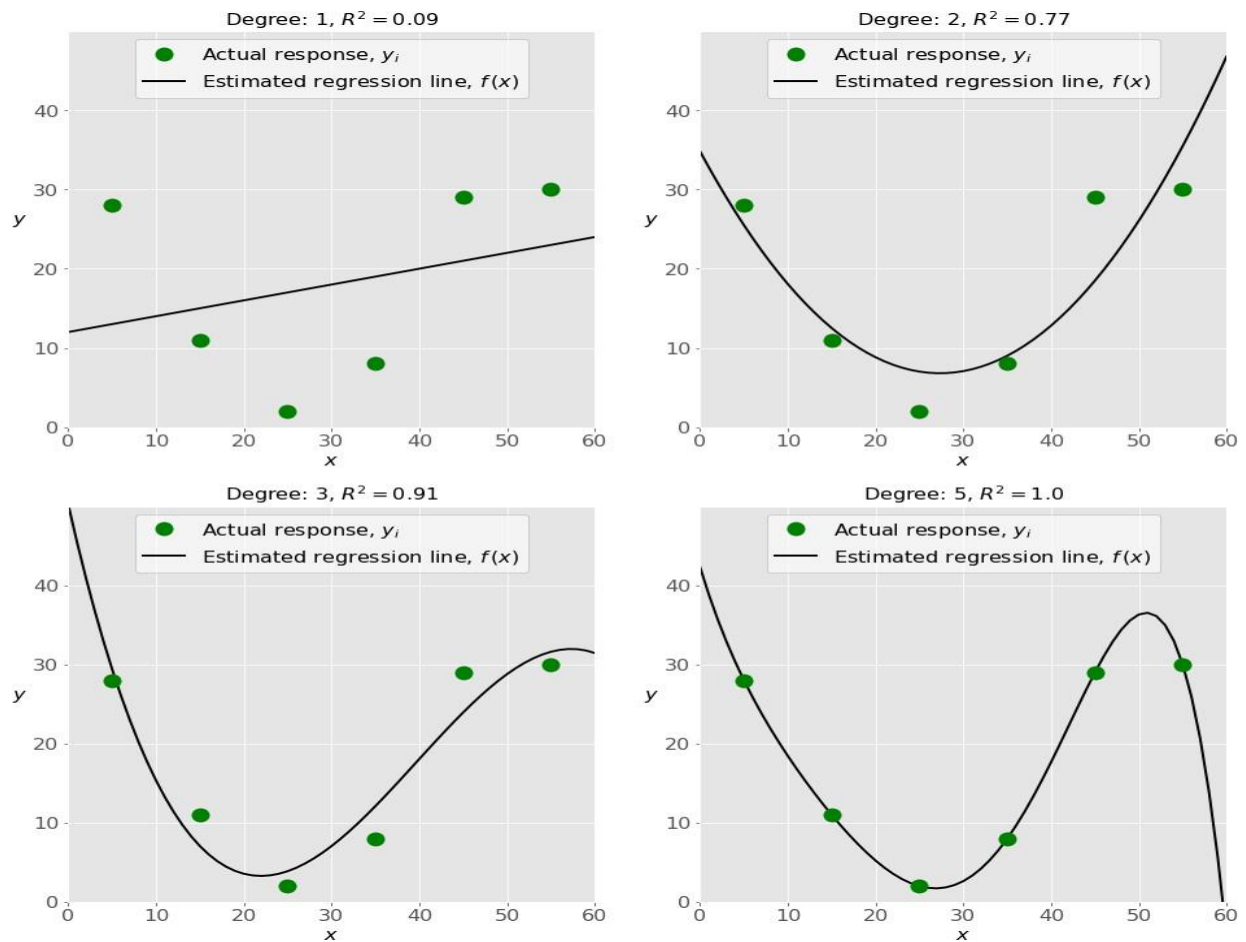 Degree: 1, R² = 0.09
Actual response, yᵢ
Estimated regression line, f(x)
40
30
y
20
10
0
0 10 20 30 40 50 60
x
Degree: 2, R² = 0.77
Actual response, yᵢ
Estimated regression line, f(x)
40
30
y
20
10
0
0 10 20 30 40 50 60
x
Degree: 3, R² = 0.91
Actual response, yᵢ
Estimated regression line, f(x)
40
30
y
20
10
0
0 10 20 30 40 50 60
x
Degree: 5, R² = 1.0
Actual response, yᵢ
Estimated regression line, f(x)
40
30
y
20
10
0
0 10 20 30 40 50 60
x